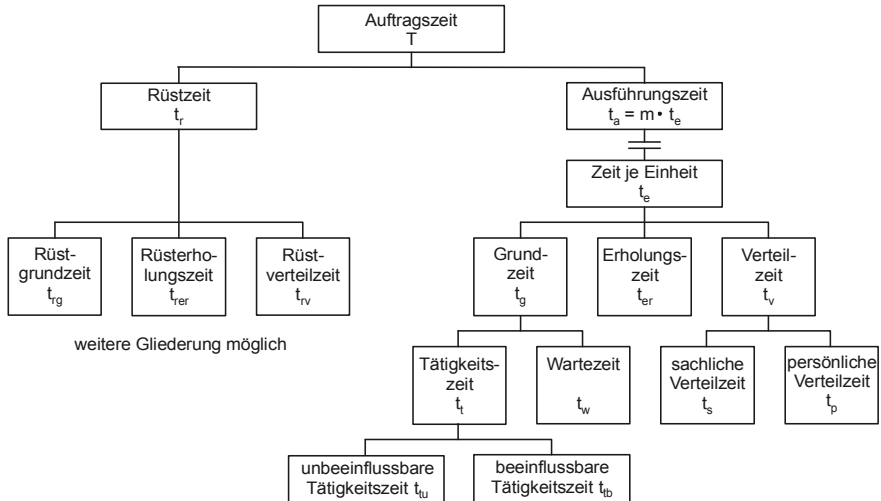 Auftragszeit
T
Rüstzeit
t_r
Ausführungszeit
t_a = m · t_e
Zeit je Einheit
t_e
Rüst-
grundzeit
t_rg
Rüsterho-
lungszeit
t_rer
Rüst-
verteilzeit
t_rv
weitere Gliederung möglich
Grund-
zeit
t_g
Erholungs-
zeit
t_er
Verteil-
zeit
t_v
Tätigkeits-
zeit
t_t
Wartezeit
t_w
sachliche
Verteilzeit
t_s
persönliche
Verteilzeit
t_p
unbeeinflussbare
Tätigkeitszeit t_tu
beeinflussbare
Tätigkeitszeit t_tb